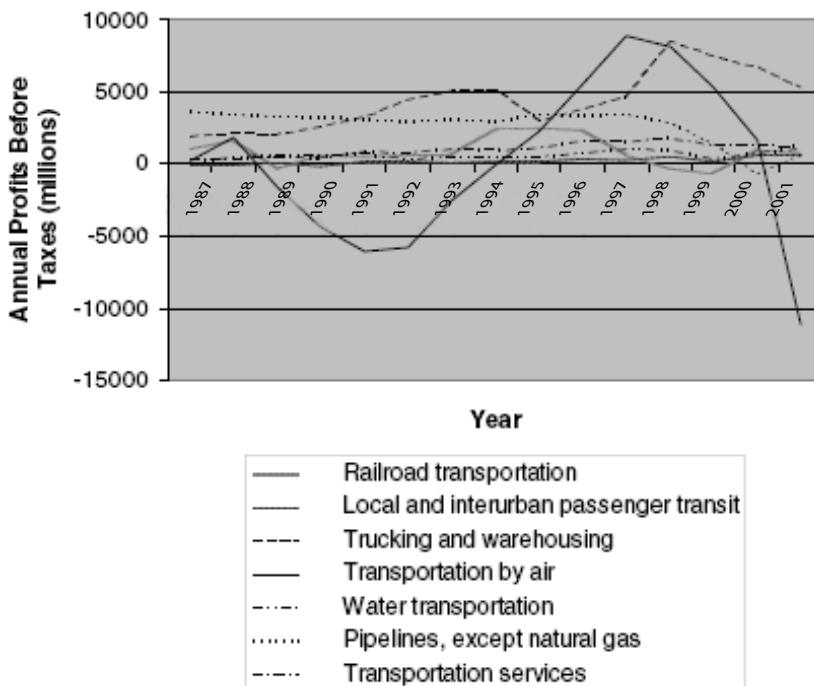 10000
5000
0
-5000
-10000
-15000
Annual Profits Before
Taxes (millions)
1987
1988
1989
1990
1991
1992
1993
1994
1995
1996
1997
1998
1999
2000
2001
Year
Railroad transportation
Local and interurban passenger transit
Trucking and warehousing
Transportation by air
Water transportation
Pipelines, except natural gas
Transportation services